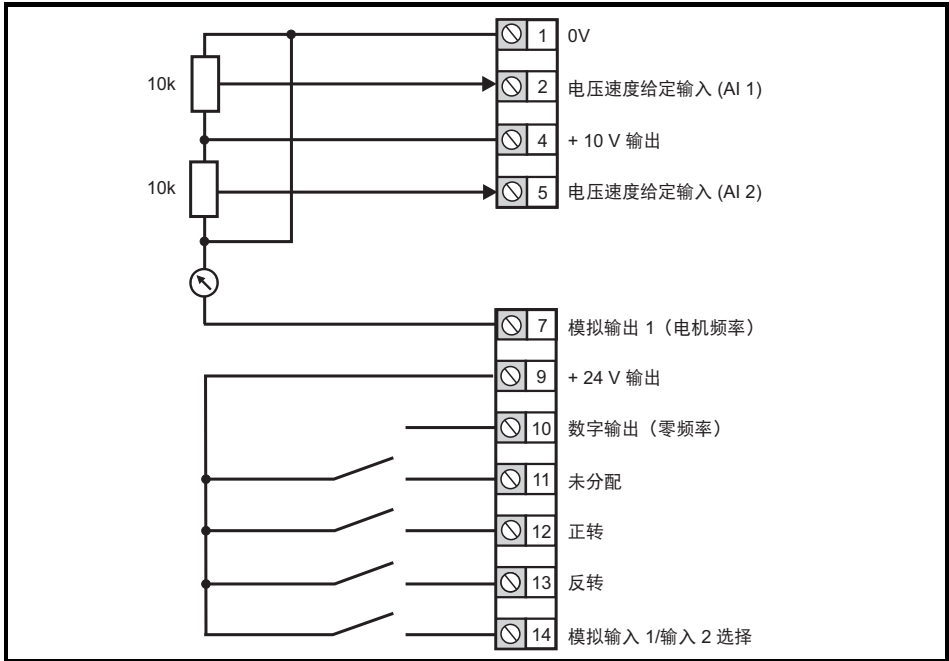 1 0V
10k 2 电压速度给定输入 (AI 1)
4 + 10 V 输出
10k 5 电压速度给定输入 (AI 2)
7 模拟输出 1（电机频率）
9 + 24 V 输出
10 数字输出（零频率）
11 未分配
12 正转
13 反转
14 模拟输入 1/输入 2 选择